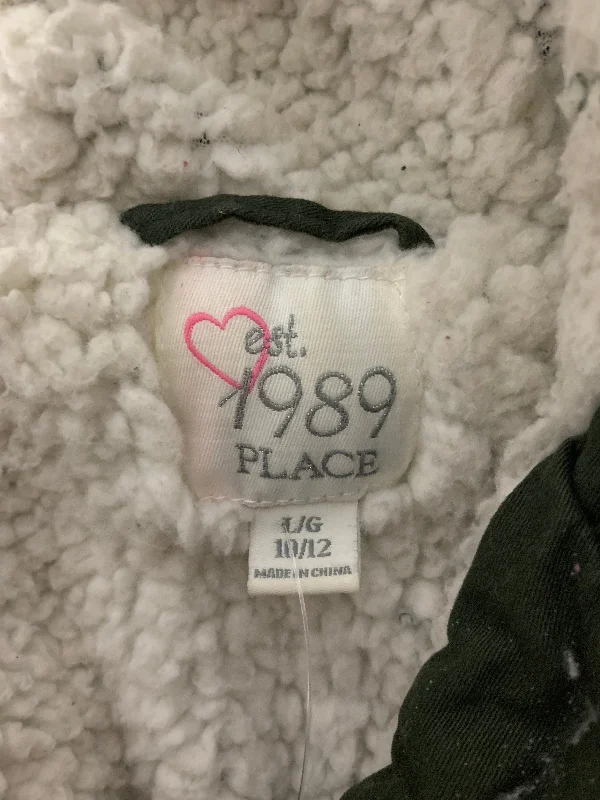 est.
1989
PLACE
L/G
10/12
MADE IN CHINA